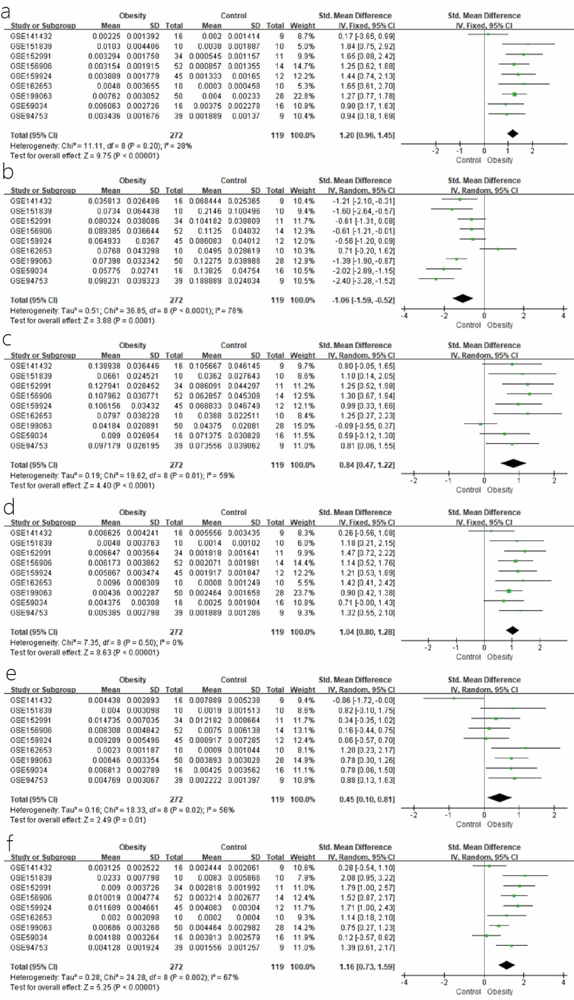 a
Obesity Control Std. Mean Difference Std. Mean Difference
Study or Subgroup Mean SD Total Mean SD Total Weight IV, Fixed, 95% CI IV, Fixed, 95% CI
GSE141432 0.00225 0.001392 16 0.002 0.001414 9 8.7% 0.17 [-0.65, 0.99]
GSE151839 0.0103 0.004406 10 0.0038 0.001887 10 5.0% 1.84 [0.75, 2.92]
GSE152991 0.003294 0.001758 34 0.000545 0.001157 11 9.9% 1.65 [0.88, 2.42]
GSE156906 0.003154 0.001915 52 0.000857 0.001355 14 14.7% 1.25 [0.62, 1.88]
GSE159924 0.003889 0.001779 45 0.001333 0.00165 12 12.2% 1.44 [0.74, 2.13]
GSE162653 0.0048 0.003655 10 0.0003 0.000458 10 5.3% 1.65 [0.61, 2.70]
GSE199063 0.00762 0.003052 50 0.004 0.00233 28 22.8% 1.27 [0.77, 1.78]
GSE59034 0.006063 0.002726 16 0.00375 0.002278 16 10.9% 0.90 [0.17, 1.63]
GSE94753 0.003436 0.001676 39 0.001889 0.00137 9 10.4% 0.94 [0.18, 1.69]
Total (95% CI) 272 119 100.0% 1.20 [0.96, 1.45]
Heterogeneity: Chi² = 11.11, df = 8 (P = 0.20); I² = 28%
Test for overall effect: Z = 9.75 (P < 0.00001)
-2 -1 0 1 2
Control Obesity
b
Obesity Control Std. Mean Difference Std. Mean Difference
Study or Subgroup Mean SD Total Mean SD Total Weight IV, Random, 95% CI IV, Random, 95% CI
GSE141432 0.035813 0.026486 16 0.068444 0.025365 9 10.4% -1.21 [-2.10, -0.31]
GSE151839 0.0734 0.064438 10 0.2146 0.100496 10 9.4% -1.60 [-2.64, -0.57]
GSE152991 0.080324 0.038086 34 0.104182 0.038809 11 11.7% -0.61 [-1.31, 0.08]
GSE156906 0.089385 0.036644 52 0.1125 0.04032 14 12.3% -0.61 [-1.21, -0.01]
GSE159924 0.064933 0.0367 45 0.086083 0.04012 12 12.0% -0.56 [-1.20, 0.09]
GSE162653 0.0768 0.043298 10 0.0495 0.028619 10 10.3% 0.71 [-0.20, 1.62]
GSE199063 0.07398 0.032342 50 0.12275 0.038988 28 12.9% -1.39 [-1.90, -0.87]
GSE59034 0.05775 0.02741 16 0.13825 0.04754 16 10.5% -2.02 [-2.89, -1.15]
GSE94753 0.098231 0.039323 39 0.188889 0.024034 9 10.5% -2.40 [-3.28, -1.52]
Total (95% CI) 272 119 100.0% -1.06 [-1.59, -0.52]
Heterogeneity: Tau² = 0.51; Chi² = 36.85, df = 8 (P < 0.0001); I² = 78%
Test for overall effect: Z = 3.88 (P = 0.0001)
-4 -2 0 2 4
Control Obesity
c
Obesity Control Std. Mean Difference Std. Mean Difference
Study or Subgroup Mean SD Total Mean SD Total Weight IV, Random, 95% CI IV, Random, 95% CI
GSE141432 0.138938 0.036446 16 0.105667 0.046145 9 9.7% 0.80 [-0.05, 1.65]
GSE151839 0.0661 0.024521 10 0.0362 0.027643 10 8.6% 1.10 [0.14, 2.05]
GSE152991 0.127941 0.028452 34 0.086091 0.044297 11 11.2% 1.25 [0.52, 1.98]
GSE156906 0.107962 0.030771 52 0.062857 0.045308 14 12.5% 1.30 [0.67, 1.94]
GSE159924 0.106156 0.03432 45 0.068833 0.046749 12 12.1% 0.99 [0.33, 1.66]
GSE162653 0.0797 0.038228 10 0.0388 0.022511 10 8.4% 1.25 [0.27, 2.23]
GSE199063 0.04184 0.020891 50 0.04375 0.02081 28 15.0% -0.09 [-0.55, 0.37]
GSE59034 0.089 0.026954 16 0.071375 0.030828 16 11.5% 0.59 [-0.12, 1.30]
GSE94753 0.097179 0.026195 39 0.073556 0.039062 9 11.0% 0.81 [0.06, 1.55]
Total (95% CI) 272 119 100.0% 0.84 [0.47, 1.22]
Heterogeneity: Tau² = 0.19; Chi² = 19.62, df = 8 (P = 0.01); I² = 59%
Test for overall effect: Z = 4.40 (P < 0.0001)
-2 -1 0 1 2
Control Obesity
d
Obesity Control Std. Mean Difference Std. Mean Difference
Study or Subgroup Mean SD Total Mean SD Total Weight IV, Fixed, 95% CI IV, Fixed, 95% CI
GSE141432 0.006625 0.004241 16 0.005556 0.003435 9 8.3% 0.26 [-0.56, 1.08]
GSE151839 0.0048 0.003763 10 0.0014 0.00102 10 6.0% 1.18 [0.21, 2.15]
GSE152991 0.006647 0.003564 34 0.001818 0.001641 11 9.9% 1.47 [0.72, 2.22]
GSE156906 0.006173 0.003862 52 0.002071 0.001981 14 14.4% 1.14 [0.52, 1.76]
GSE159924 0.005867 0.003474 45 0.001917 0.001847 12 12.2% 1.21 [0.53, 1.89]
GSE162653 0.0096 0.008309 10 0.0008 0.001249 10 5.5% 1.42 [0.41, 2.42]
GSE199063 0.00436 0.002287 50 0.002464 0.001658 28 23.7% 0.90 [0.42, 1.38]
GSE59034 0.004375 0.00308 16 0.0025 0.001904 16 10.8% 0.71 [-0.00, 1.43]
GSE94753 0.005385 0.002798 39 0.001889 0.001286 9 9.3% 1.32 [0.55, 2.10]
Total (95% CI) 272 119 100.0% 1.04 [0.80, 1.28]
Heterogeneity: Chi² = 7.35, df = 8 (P = 0.50); I² = 0%
Test for overall effect: Z = 8.63 (P < 0.00001)
-2 -1 0 1 2
Control Obesity
e
Obesity Control Std. Mean Difference Std. Mean Difference
Study or Subgroup Mean SD Total Mean SD Total Weight IV, Random, 95% CI IV, Random, 95% CI
GSE141432 0.004438 0.002893 16 0.007889 0.005238 9 9.4% -0.86 [-1.72, -0.00]
GSE151839 0.004 0.003098 10 0.0019 0.001513 10 8.6% 0.82 [-0.10, 1.75]
GSE152991 0.014735 0.007035 34 0.012182 0.008664 11 11.7% 0.34 [-0.35, 1.02]
GSE156906 0.008308 0.004842 52 0.0075 0.006138 14 13.1% 0.16 [-0.44, 0.75]
GSE159924 0.009289 0.005496 45 0.008917 0.007285 12 12.4% 0.06 [-0.57, 0.70]
GSE162653 0.0023 0.001187 10 0.0009 0.001044 10 8.1% 1.20 [0.23, 2.17]
GSE199063 0.00646 0.003354 50 0.003893 0.003028 28 14.9% 0.78 [0.30, 1.26]
GSE59034 0.006813 0.002789 16 0.00425 0.003562 16 11.1% 0.78 [0.06, 1.50]
GSE94753 0.004769 0.003067 39 0.002222 0.001397 9 10.8% 0.88 [0.13, 1.63]
Total (95% CI) 272 119 100.0% 0.45 [0.10, 0.81]
Heterogeneity: Tau² = 0.16; Chi² = 18.33, df = 8 (P = 0.02); I² = 56%
Test for overall effect: Z = 2.49 (P = 0.01)
-2 -1 0 1 2
Control Obesity
f
Obesity Control Std. Mean Difference Std. Mean Difference
Study or Subgroup Mean SD Total Mean SD Total Weight IV, Random, 95% CI IV, Random, 95% CI
GSE141432 0.003125 0.002522 16 0.002444 0.002061 9 10.6% 0.28 [-0.54, 1.10]
GSE151839 0.0233 0.007798 10 0.0083 0.005866 10 7.9% 2.08 [0.95, 3.22]
GSE152991 0.009 0.003726 34 0.002818 0.001992 11 11.0% 1.79 [1.00, 2.57]
GSE156906 0.010019 0.004774 52 0.003214 0.002677 14 12.4% 1.52 [0.87, 2.17]
GSE159924 0.011689 0.004661 45 0.004083 0.00304 12 11.7% 1.71 [1.00, 2.43]
GSE162653 0.002 0.002098 10 0.0002 0.0004 10 9.3% 1.14 [0.18, 2.10]
GSE199063 0.00686 0.003268 50 0.004464 0.002982 28 14.2% 0.75 [0.27, 1.23]
GSE59034 0.004188 0.003264 16 0.003813 0.002579 16 11.9% 0.12 [-0.57, 0.82]
GSE94753 0.004128 0.001924 39 0.001556 0.001257 9 11.0% 1.39 [0.61, 2.17]
Total (95% CI) 272 119 100.0% 1.16 [0.73, 1.59]
Heterogeneity: Tau² = 0.28; Chi² = 24.28, df = 8 (P = 0.002); I² = 67%
Test for overall effect: Z = 5.25 (P < 0.00001)
-4 -2 0 2 4
Control Obesity